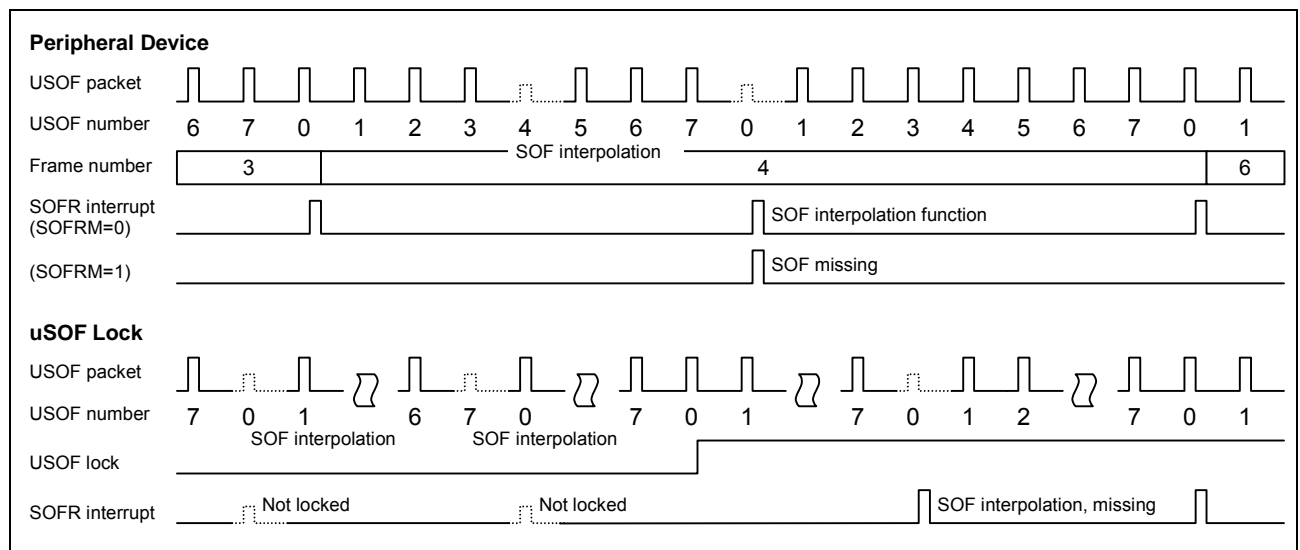 Peripheral Device
USOF packet
USOF number 6 7 0 1 2 3 4 5 6 7 0 1 2 3 4 5 6 7 0 1
SOF interpolation
Frame number 3 4 6
SOFR interrupt
(SOFRM=0)
SOF interpolation function
(SOFRM=1)
SOF missing
uSOF Lock
USOF packet
USOF number 7 0 1 6 7 0 7 0 1 7 0 1 2 7 0 1
SOF interpolation SOF interpolation
USOF lock
SOFR interrupt Not locked Not locked SOF interpolation, missing